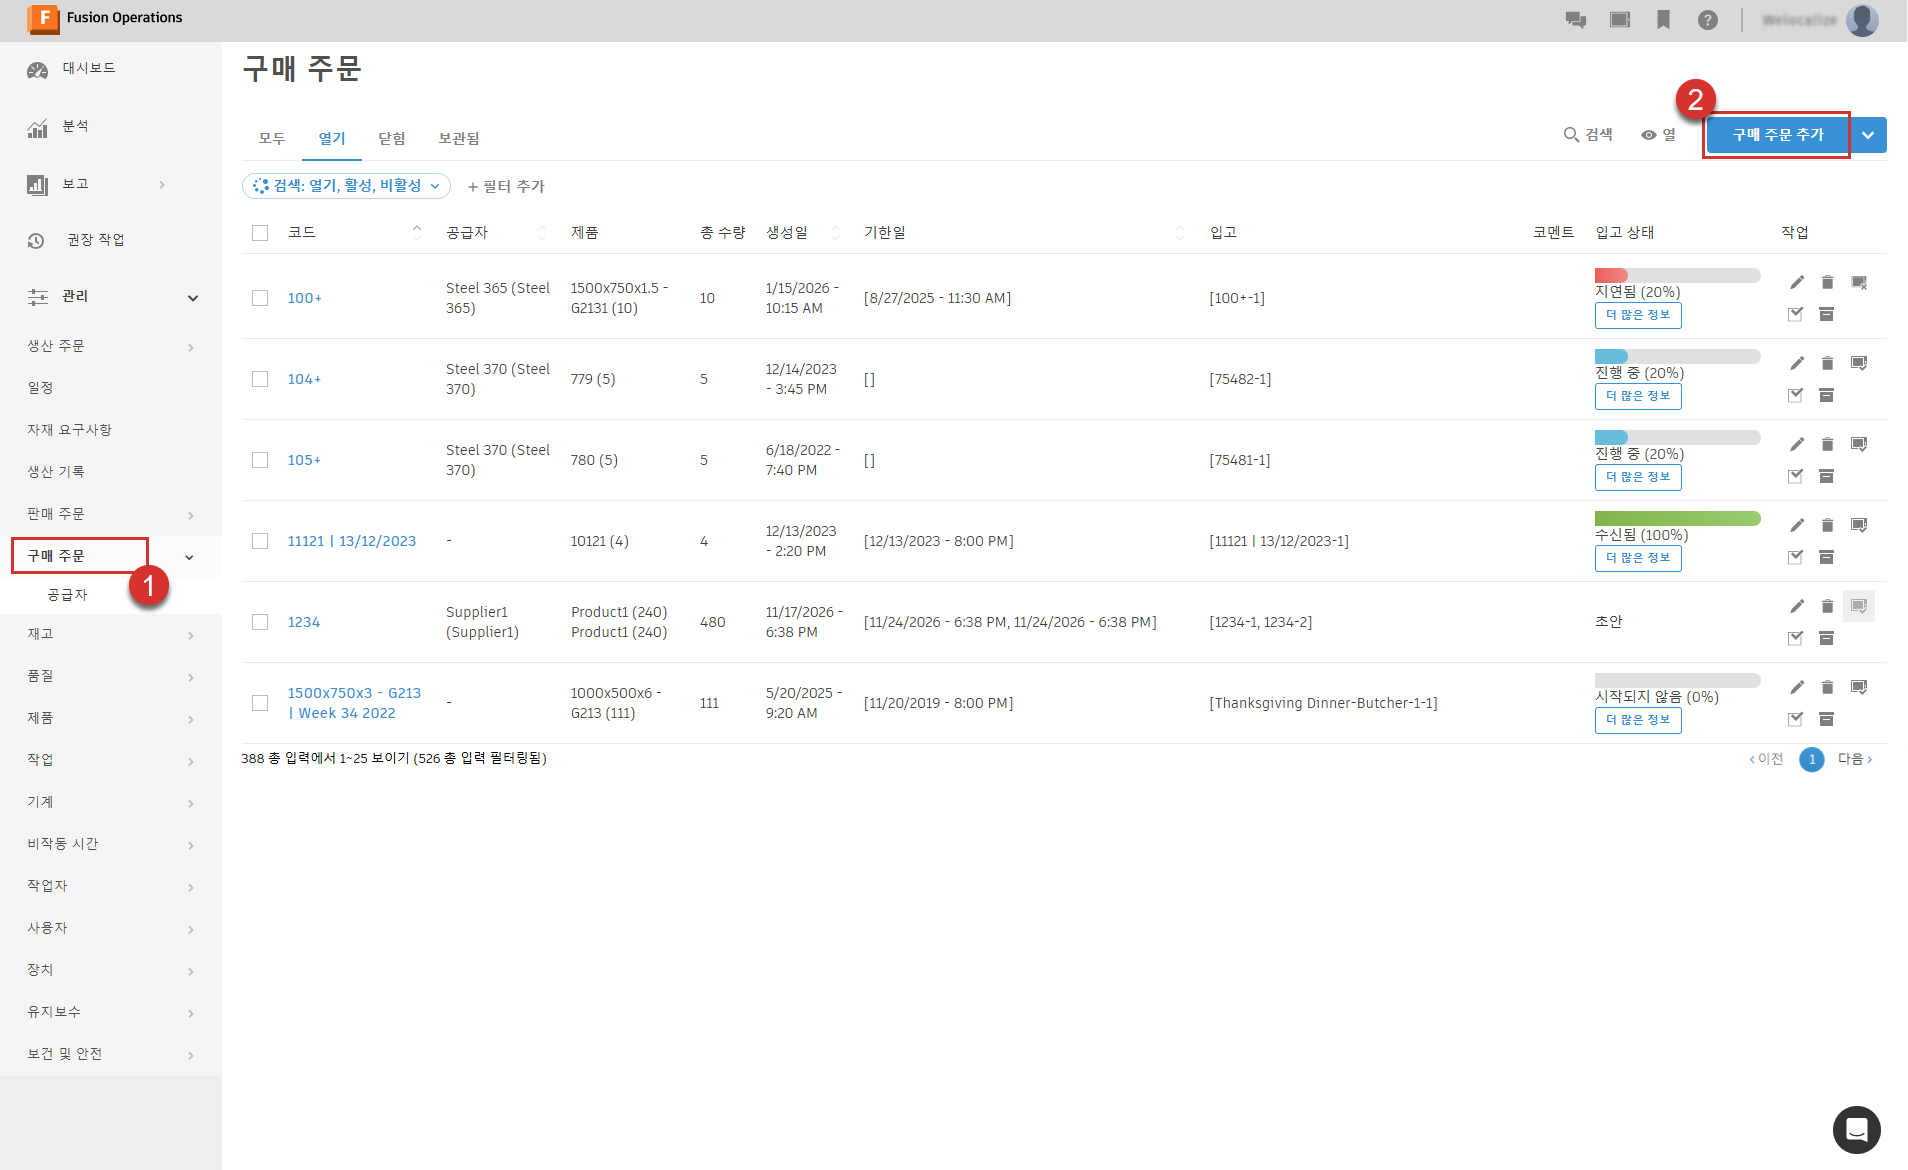 F Fusion Operations
Welocalize
대시보드
분석
보고
권장 작업
관리
생산 주문
일정
자재 요구사항
생산 기록
판매 주문
구매 주문
1
공급자
재고
품질
제품
작업
기계
비작동 시간
작업자
사용자
장치
유지보수
보건 및 안전
구매 주문
모두 열기 닫힘 보관됨
검색 열
2
구매 주문 추가
검색: 열기, 활성, 비활성 + 필터 추가
코드 공급자 제품 총 수량 생성일 기한일 입고 코멘트 입고 상태 작업
100+ Steel 365 (Steel 365) 1500x750x1.5 - G2131 (10) 10 1/15/2026 - 10:15 AM [8/27/2025 - 11:30 AM] [100+-1] 지연됨 (20%) 더 많은 정보
104+ Steel 370 (Steel 370) 779 (5) 5 12/14/2023 - 3:45 PM [] [75482-1] 진행 중 (20%) 더 많은 정보
105+ Steel 370 (Steel 370) 780 (5) 5 6/18/2022 - 7:40 PM [] [75481-1] 진행 중 (20%) 더 많은 정보
11121 | 13/12/2023 - 10121 (4) 4 12/13/2023 - 2:20 PM [12/13/2023 - 8:00 PM] [11121 | 13/12/2023-1] 수신됨 (100%) 더 많은 정보
1234 Supplier1 (Supplier1) Product1 (240) Product1 (240) 480 11/17/2026 - 6:38 PM [11/24/2026 - 6:38 PM, 11/24/2026 - 6:38 PM] [1234-1, 1234-2] 초안
1500x750x3 - G213 | Week 34 2022 - 1000x500x6 - G213 (111) 111 5/20/2025 - 9:20 AM [11/20/2019 - 8:00 PM] [Thanksgiving Dinner-Butcher-1-1] 시작되지 않음 (0%) 더 많은 정보
388 총 입력에서 1~25 보이기 (526 총 입력 필터링됨)
‹ 이전 1 다음 ›